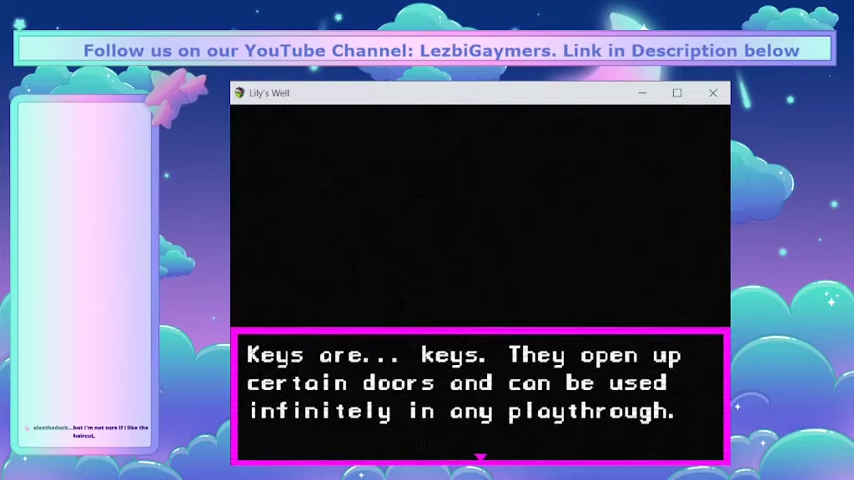 Follow us on our YouTube Channel: LezbiGaymers. Link in Description below
Lily's Well
Keys are... keys. They open up
certain doors and can be used
infinitely in any playthrough.
alextheduck...but I'm not sure if I like the
haircut,